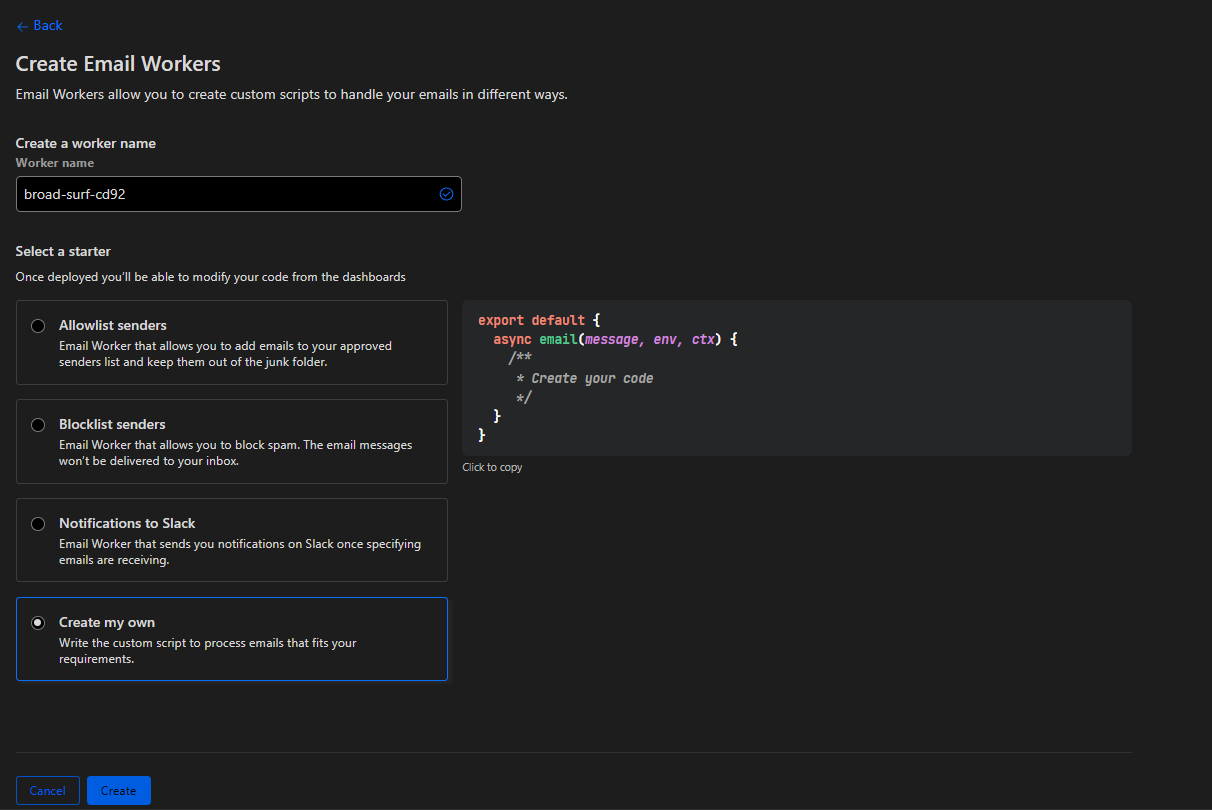 ← Back
Create Email Workers
Email Workers allow you to create custom scripts to handle your emails in different ways.
Create a worker name
Worker name
broad-surf-cd92
Select a starter
Once deployed you'll be able to modify your code from the dashboards
Allowlist senders
Email Worker that allows you to add emails to your approved
senders list and keep them out of the junk folder.
Blocklist senders
Email Worker that allows you to block spam. The email messages
won't be delivered to your inbox.
Notifications to Slack
Email Worker that sends you notifications on Slack once specifying
emails are receiving.
Create my own
Write the custom script to process emails that fits your
requirements.
export default {
  async email(message, env, ctx) {
    /**
     * Create your code
     */
  }
}
Click to copy
Cancel
Create